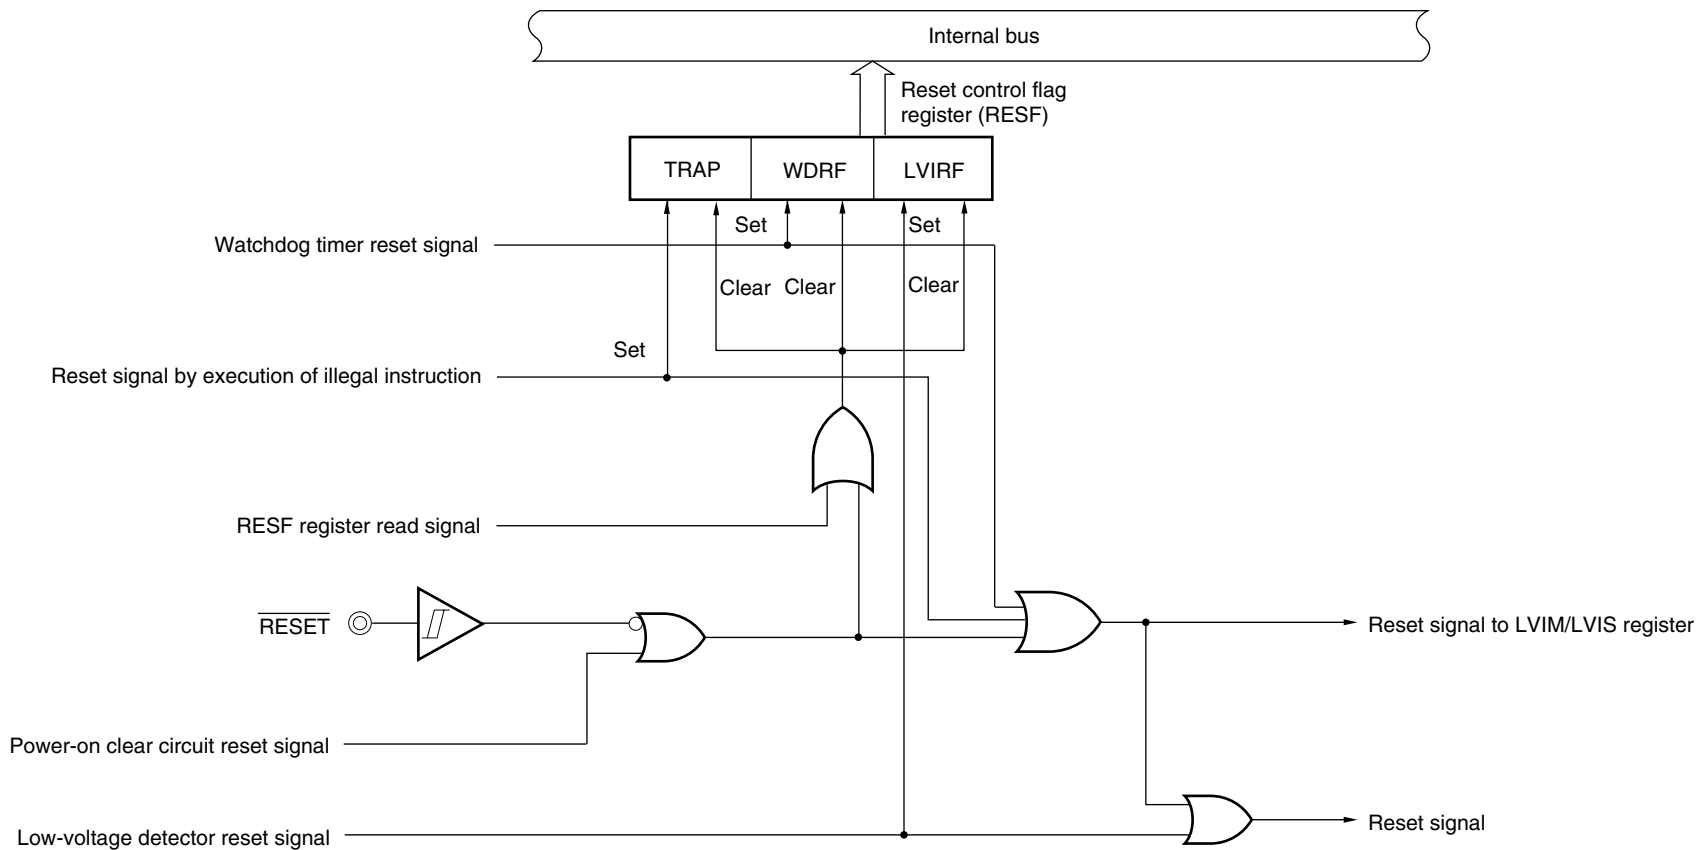 Internal bus
Reset control flag
register (RESF)
TRAP
WDRF
LVIRF
Set
Set
Watchdog timer reset signal
Clear
Clear
Clear
Set
Reset signal by execution of illegal instruction
RESF register read signal
RESET
Reset signal to LVIM/LVIS register
Power-on clear circuit reset signal
Low-voltage detector reset signal
Reset signal